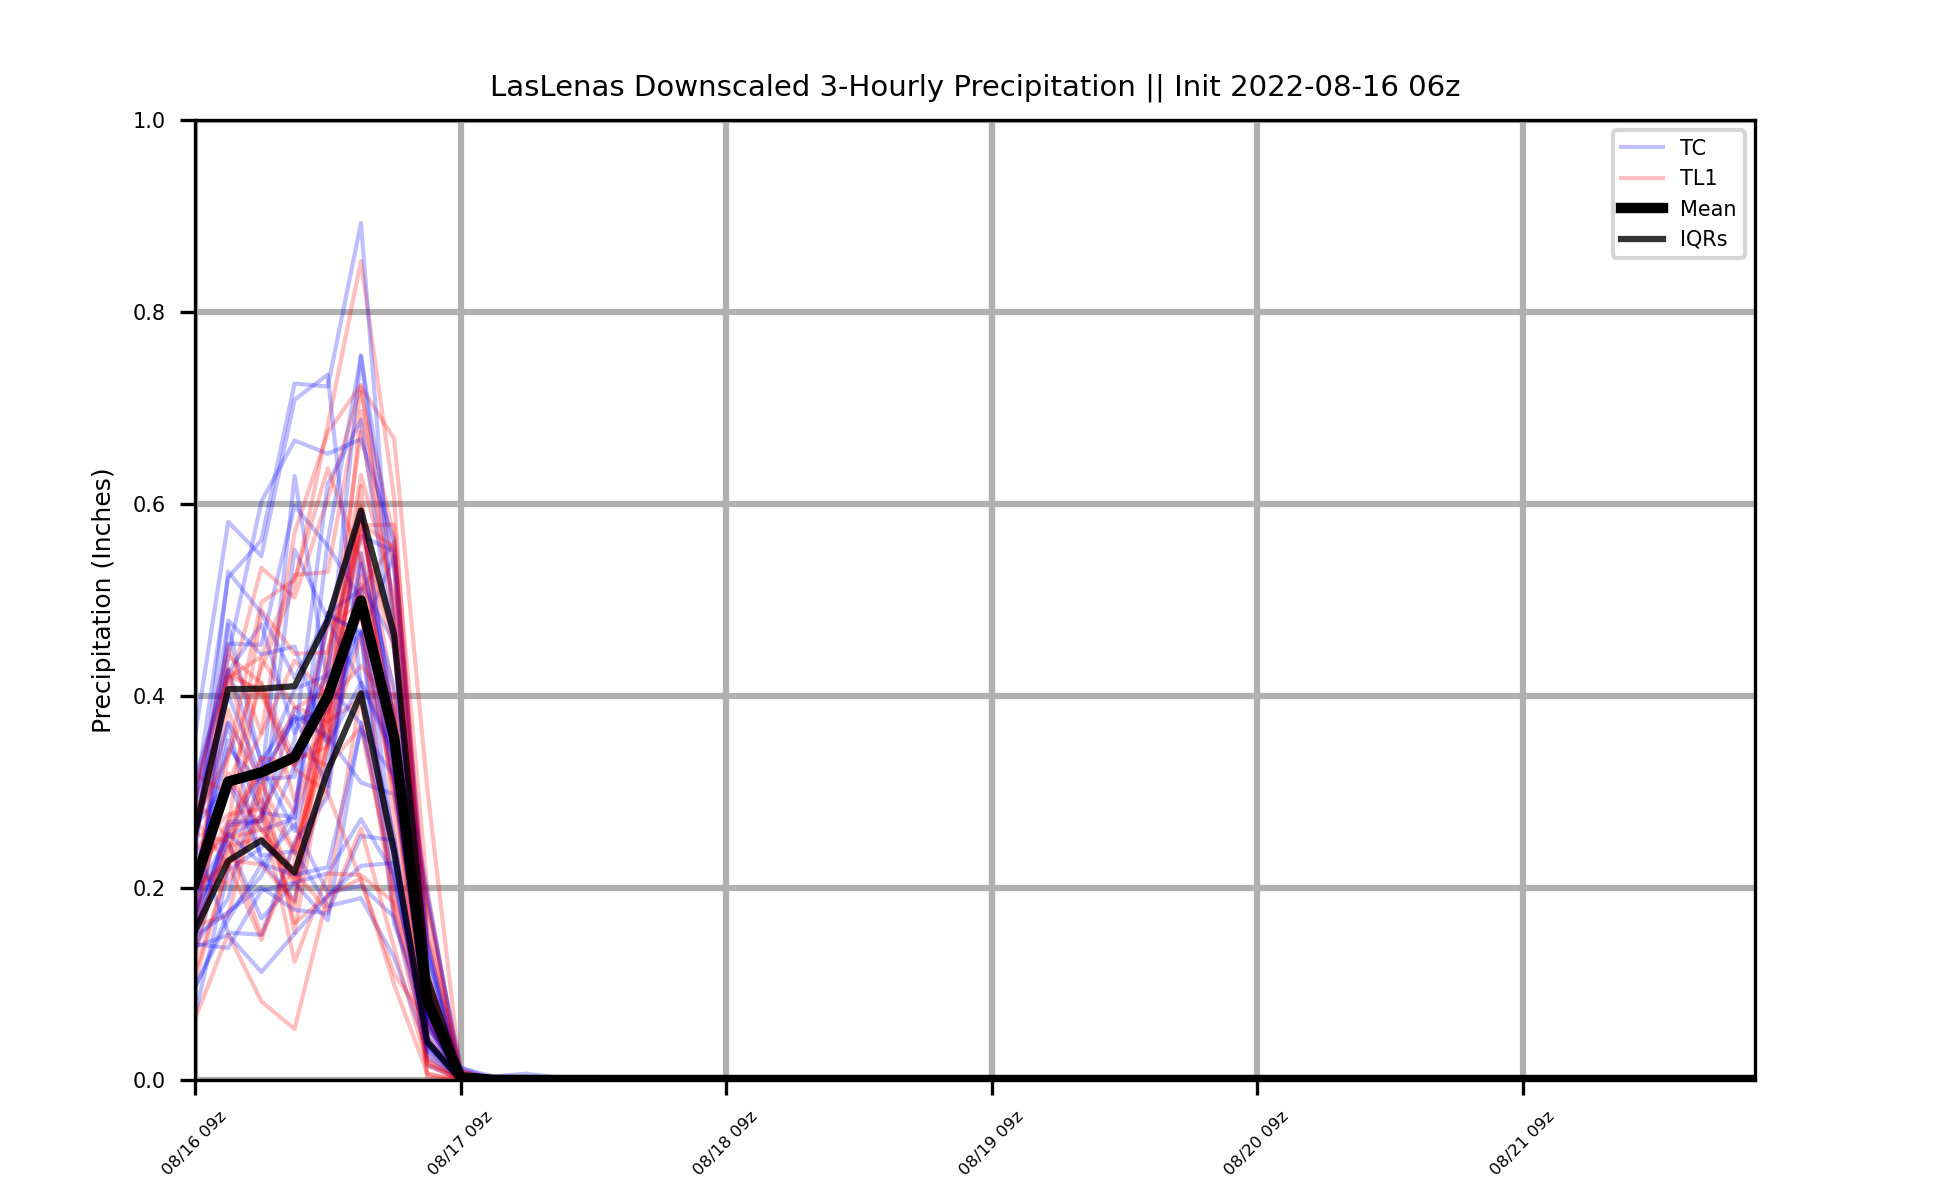 LasLenas Downscaled 3-Hourly Precipitation || Init 2022-08-16 06z
1.0
0.8
0.6
0.4
0.2
0.0
Precipitation (Inches)
TC
TL1
Mean
IQRs
08/16 09z
08/17 09z
08/18 09z
08/19 09z
08/20 09z
08/21 09z